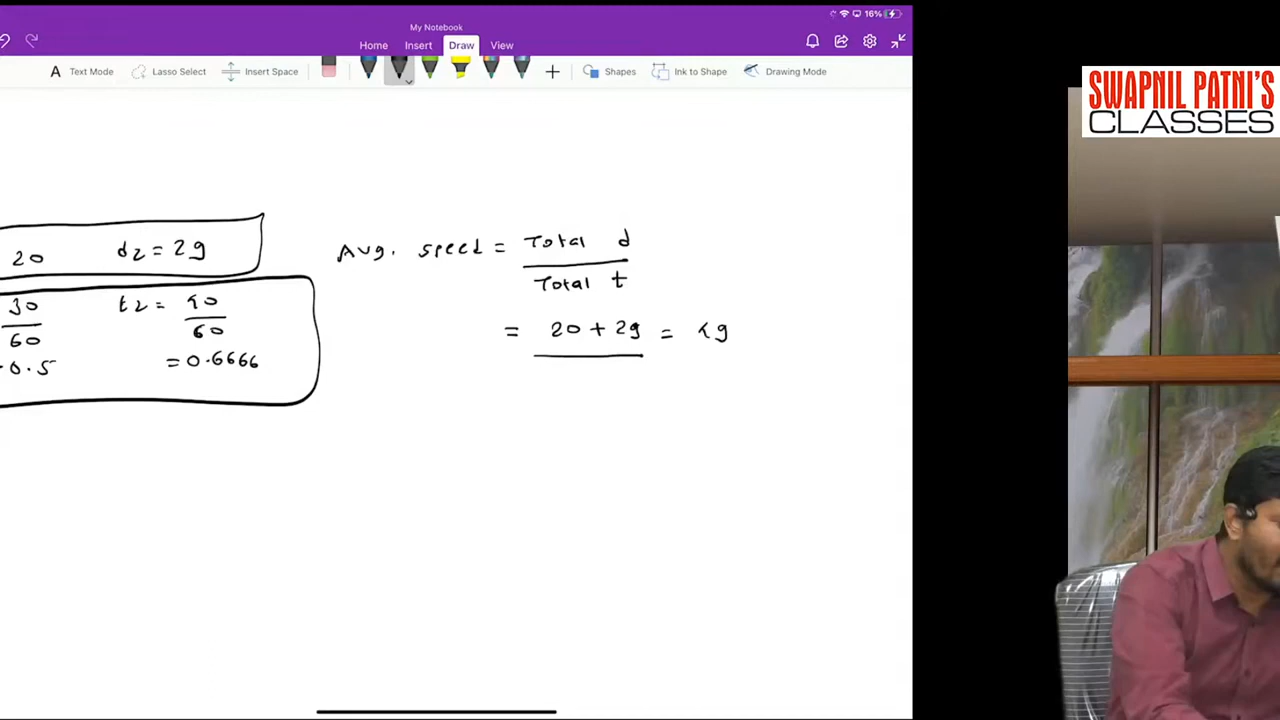 16%
My Notebook
Home Insert Draw View
Text Mode Lasso Select Insert Space Shapes Ink to Shape Drawing Mode
SWAPNIL PATNI'S
CLASSES
20 d2 = 29
30/60 t2 = 40/60
0.5 = 0.6666
Avg. speed = Total d / Total t
= 20 + 29 = 49